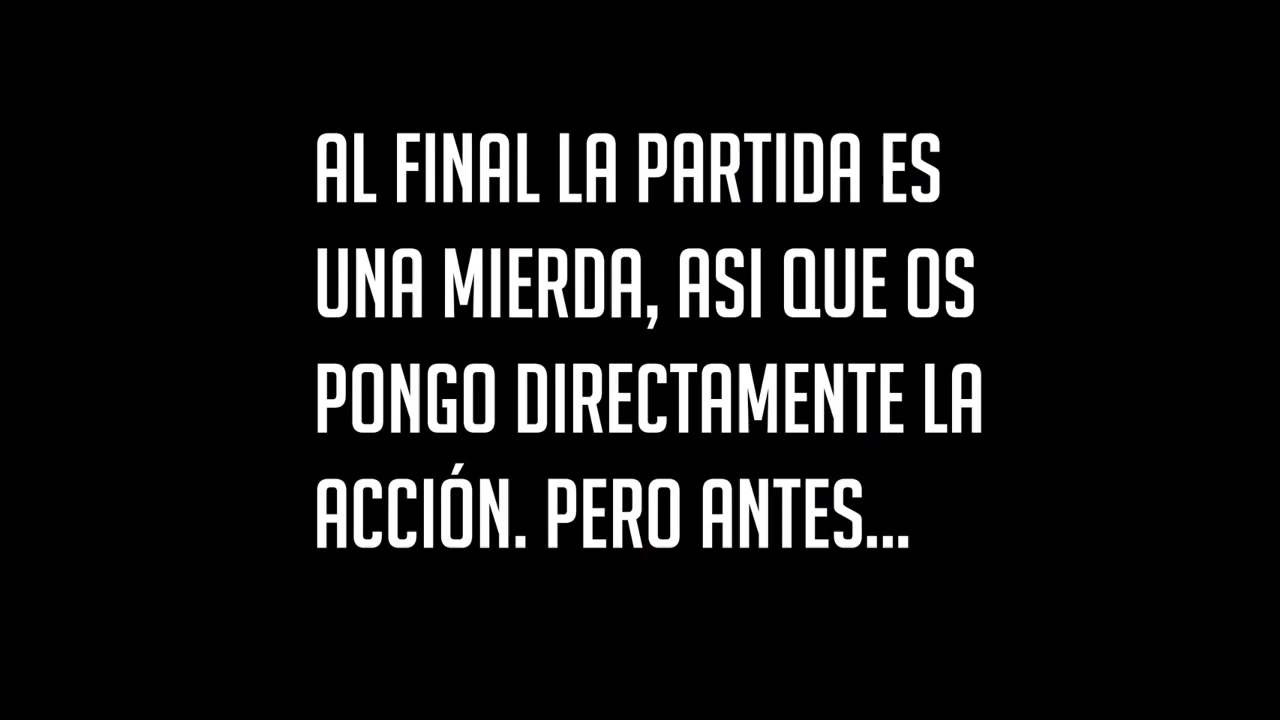 AL FINAL LA PARTIDA ES
UNA MIERDA, ASI QUE OS
PONGO DIRECTAMENTE LA
ACCIÓN. PERO ANTES...